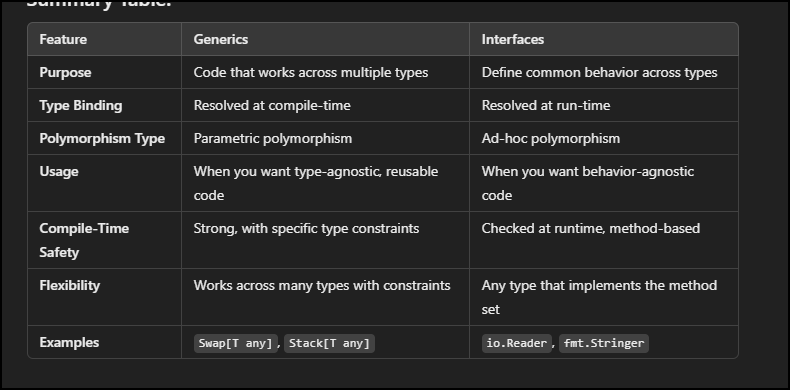 Summary Table:
Feature Generics Interfaces
Purpose Code that works across multiple types Define common behavior across types
Type Binding Resolved at compile-time Resolved at run-time
Polymorphism Type Parametric polymorphism Ad-hoc polymorphism
Usage When you want type-agnostic, reusable When you want behavior-agnostic
code code
Compile-Time Strong, with specific type constraints Checked at runtime, method-based
Safety
Flexibility Works across many types with constraints Any type that implements the method
set
Examples Swap[T any], Stack[T any] io.Reader, fmt.Stringer